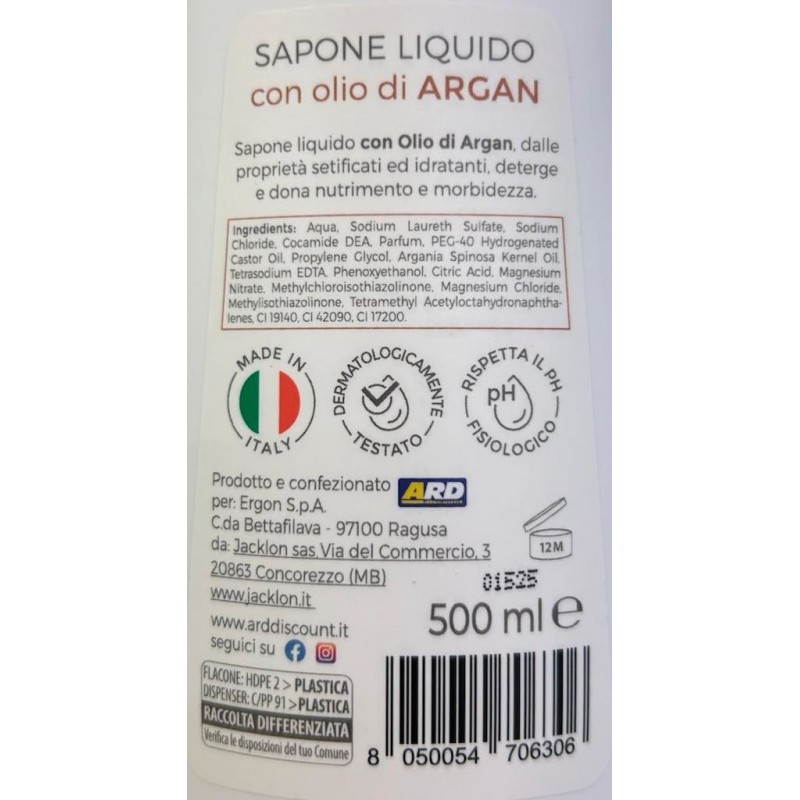 SAPONE LIQUIDO
con olio di ARGAN
Sapone liquido con Olio di Argan, dalle
proprietà setificati ed idratanti, deterge
e dona nutrimento e morbidezza.
Ingredients: Aqua, Sodium Laureth Sulfate, Sodium
Chloride, Cocamide DEA, Parfum, PEG-40 Hydrogenated
Castor Oil, Propylene Glycol, Argania Spinosa Kernel Oil,
Tetrasodium EDTA, Phenoxyethanol, Citric Acid, Magnesium
Nitrate, Methylchloroisothiazolinone, Magnesium Chloride,
Methylisothiazolinone, Tetramethyl Acetyloctahydronaphtha-
lenes, CI 19140, CI 42090, CI 17200.
MADE IN
ITALY
DERMATOLOGICAMENTE
TESTATO
RISPETTA IL PH
pH
FISIOLOGICO
Prodotto e confezionato
ARD
per: Ergon S.p.A.
C.da Bettafilava - 97100 Ragusa
da: Jacklon sas Via del Commercio, 3
20863 Concorezzo (MB)
www.jacklon.it
12M
01525
www.arddiscount.it
seguici su
500 ml e
FLACONE: HDPE 2 > PLASTICA
DISPENSER: C/PP 91 > PLASTICA
RACCOLTA DIFFERENZIATA
Verifica le disposizioni del tuo Comune
8 050054 706306